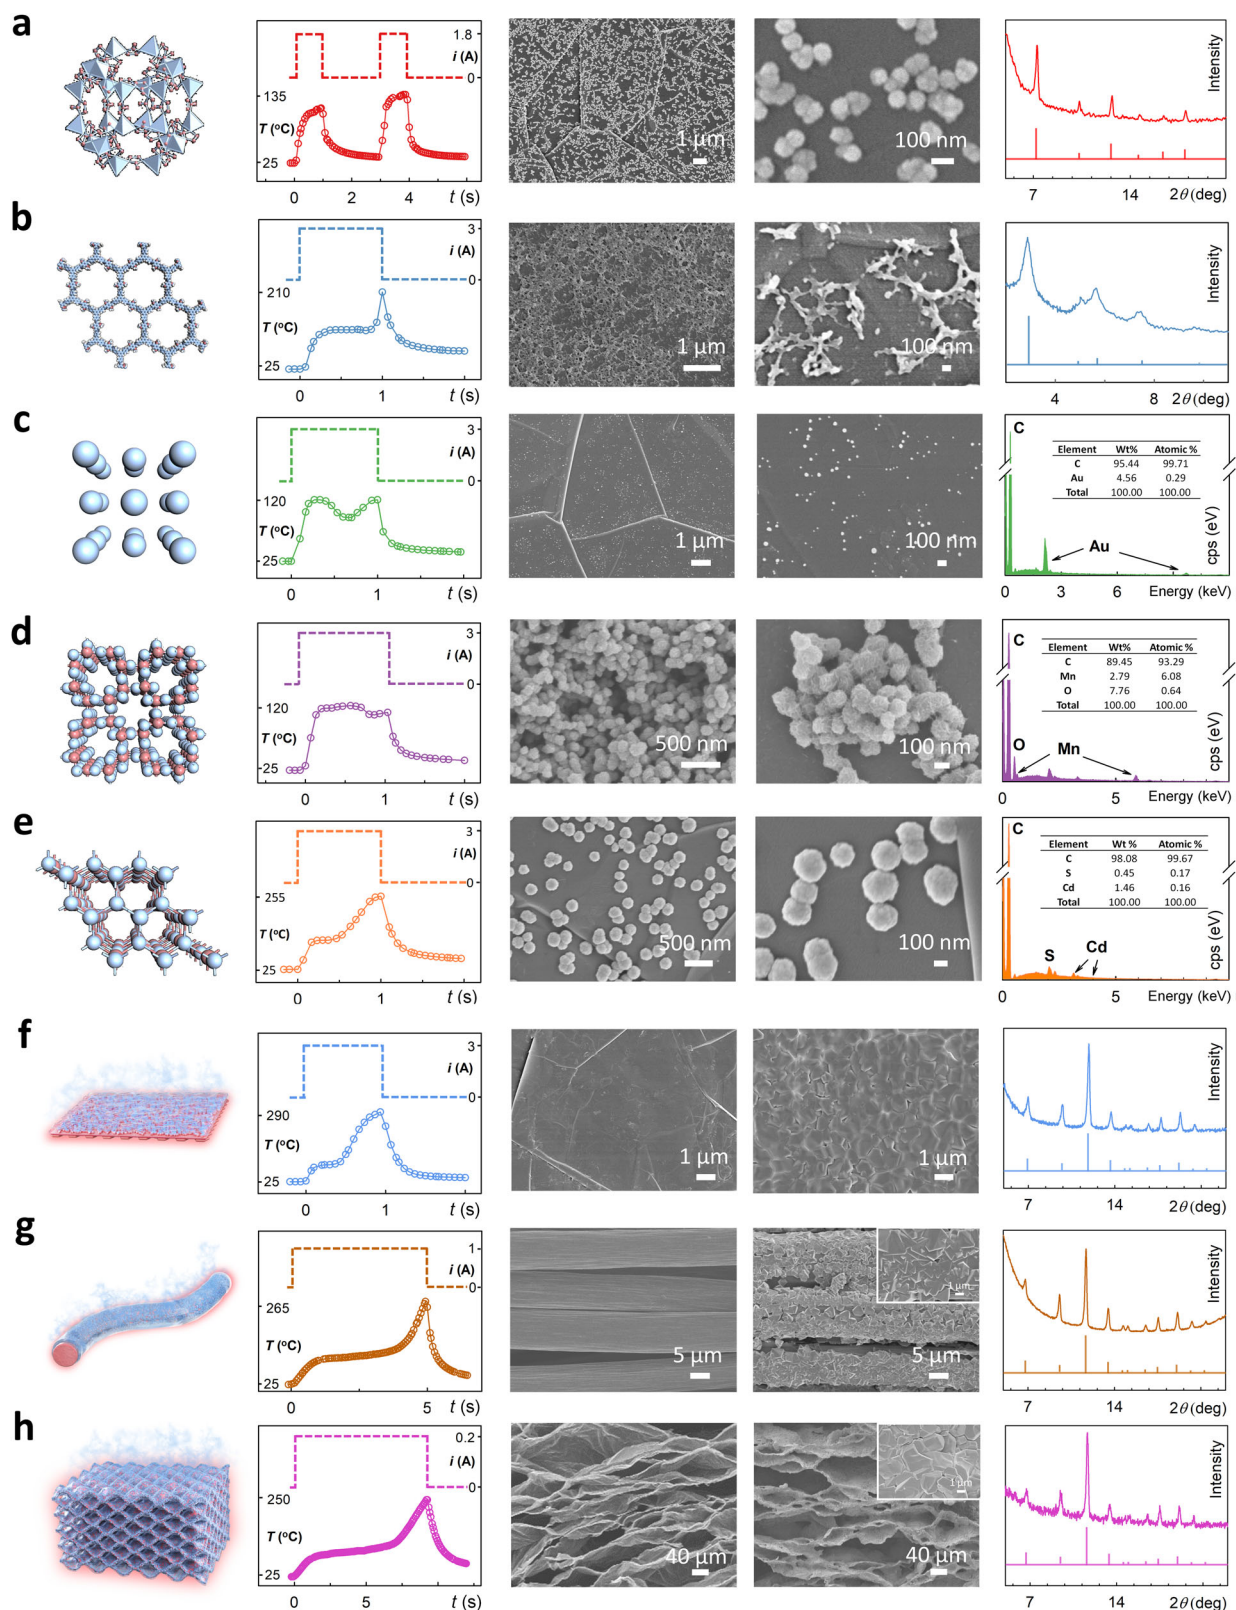 a
1.8
i (A)
0
135
T (°C)
25
0 2 4 t (s)
1 μm
100 nm
Intensity
7 14 2θ (deg)
b
3
i (A)
0
210
T (°C)
25
0 1 t (s)
1 μm
100 nm
Intensity
4 8 2θ (deg)
c
3
i (A)
0
120
T (°C)
25
0 1 t (s)
1 μm
100 nm
C
Element Wt% Atomic %
C 95.44 99.71
Au 4.56 0.29
Total 100.00 100.00
Au
cps (eV)
0 3 6 Energy (keV)
d
3
i (A)
0
120
T (°C)
25
0 1 t (s)
500 nm
100 nm
C
Element Wt% Atomic %
C 89.45 93.29
Mn 2.79 6.08
O 7.76 0.64
Total 100.00 100.00
O Mn
cps (eV)
0 5 Energy (keV)
e
3
i (A)
0
255
T (°C)
25
0 1 t (s)
500 nm
100 nm
C
Element Wt % Atomic %
C 98.08 99.67
S 0.45 0.17
Cd 1.46 0.16
Total 100.00 100.00
S Cd
cps (eV)
0 5 Energy (keV)
f
3
i (A)
0
290
T (°C)
25
0 1 t (s)
1 μm
1 μm
Intensity
7 14 2θ (deg)
g
1
i (A)
0
265
T (°C)
25
0 5 t (s)
5 μm
1 μm
5 μm
Intensity
7 14 2θ (deg)
h
0.2
i (A)
0
250
T (°C)
25
0 5 t (s)
40 μm
1 μm
40 μm
Intensity
7 14 2θ (deg)